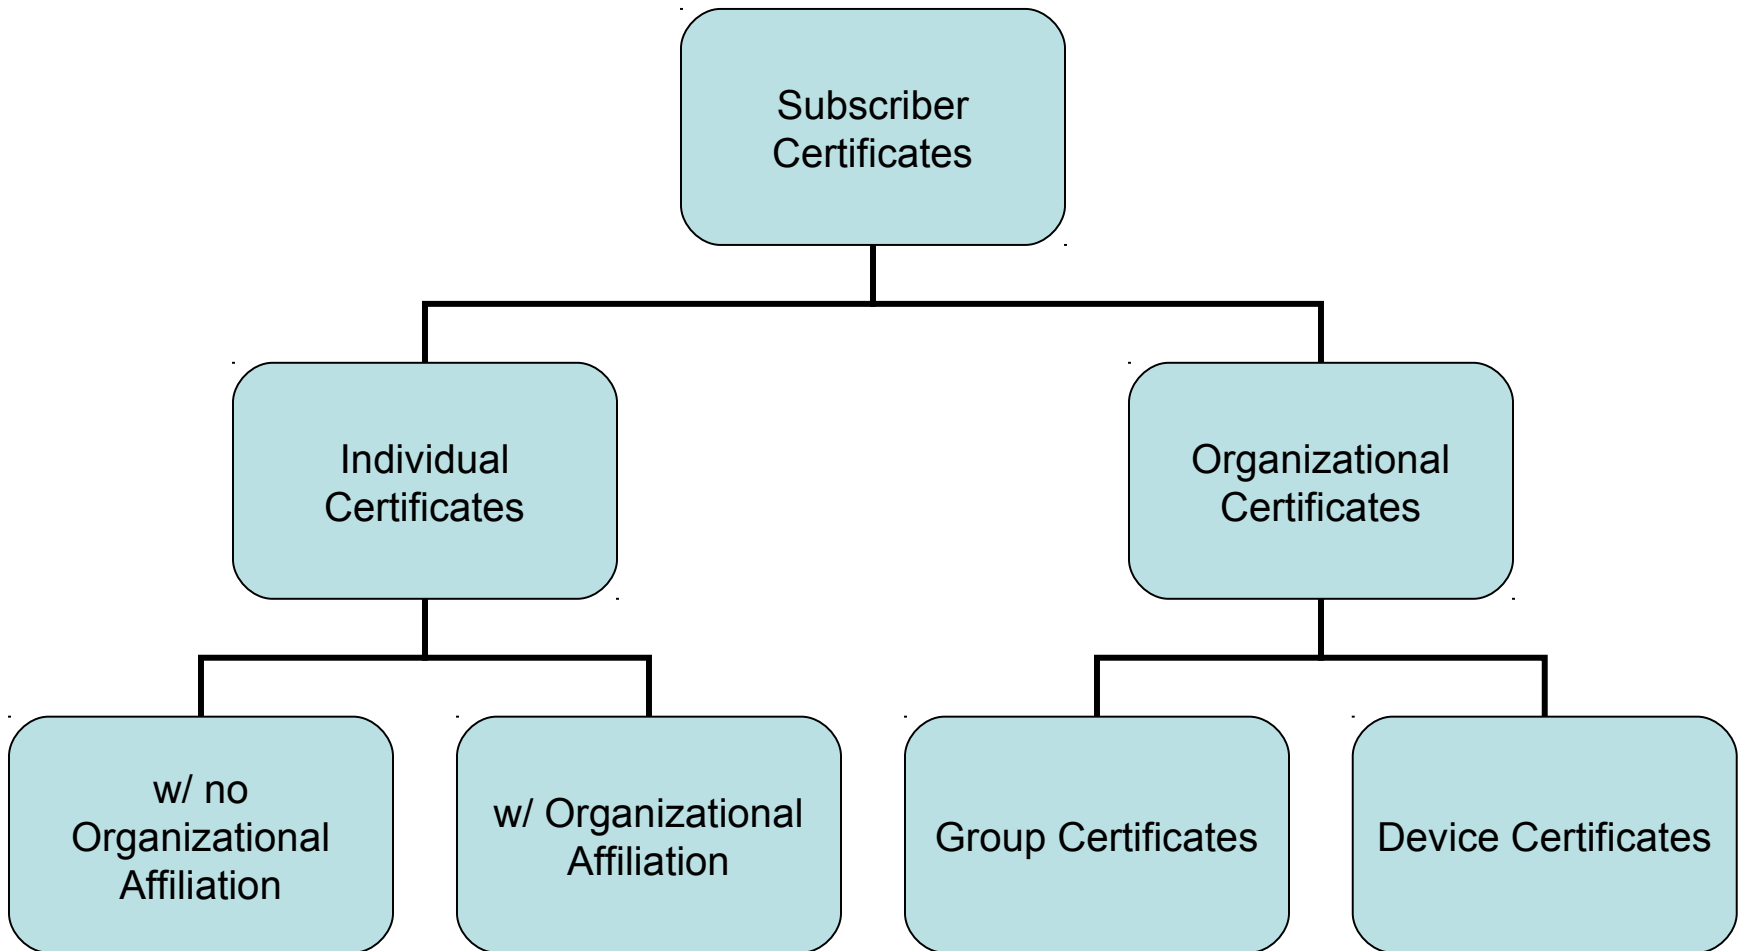 Subscriber
Certificates
Individual
Certificates
Organizational
Certificates
w/ no
Organizational
Affiliation
w/ Organizational
Affiliation
Group Certificates
Device Certificates